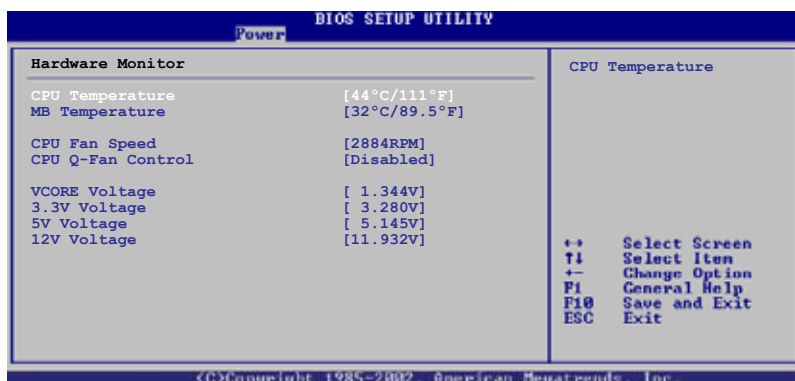 BIOS SETUP UTILITY
Power
Hardware Monitor
CPU Temperature [44°C/111°F]
MB Temperature [32°C/89.5°F]
CPU Fan Speed [2884RPM]
CPU Q-Fan Control [Disabled]
VCORE Voltage [ 1.344V]
3.3V Voltage [ 3.280V]
5V Voltage [ 5.145V]
12V Voltage [11.932V]
CPU Temperature
↔ Select Screen
↑↓ Select Item
+- Change Option
F1 General Help
F10 Save and Exit
ESC Exit
(C)Copyright 1985-2002, American Megatrends, Inc.